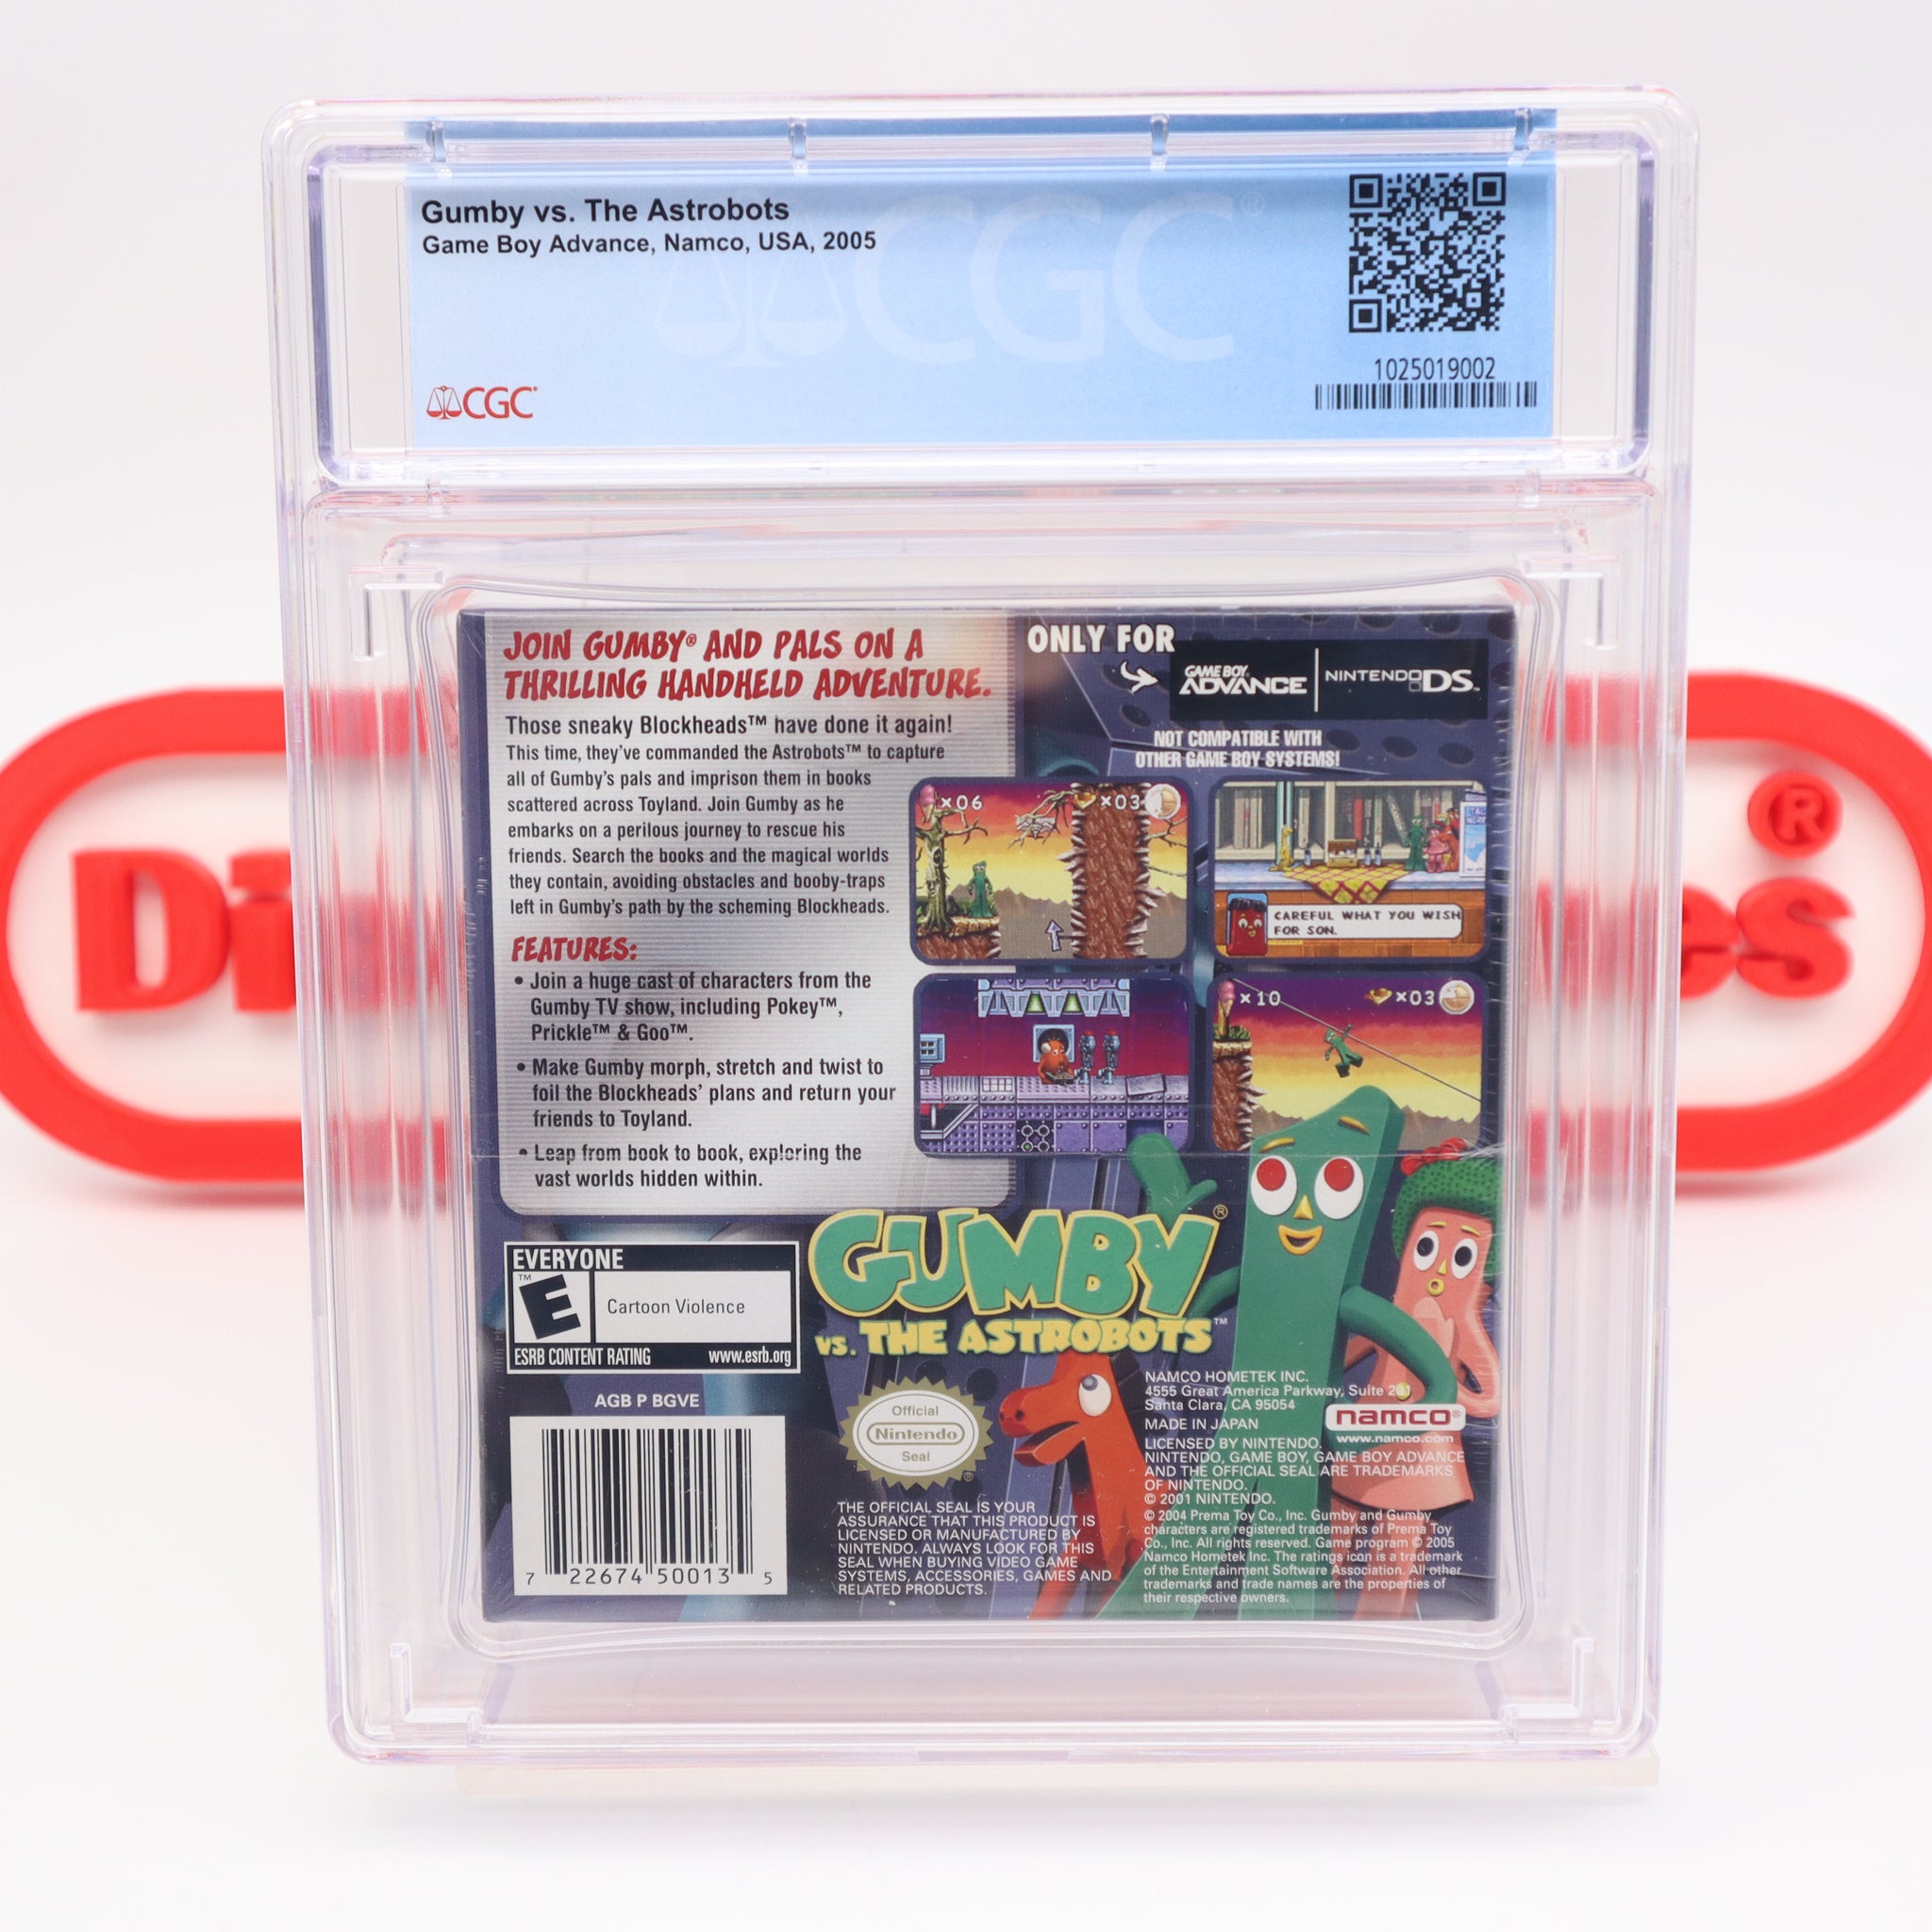 Gumby vs. The Astrobots
Game Boy Advance, Namco, USA, 2005
CGC®
1025019002
CGC®
JOIN GUMBY® AND PALS ON A
THRILLING HANDHELD ADVENTURE.
Those sneaky Blockheads™ have done it again!
This time, they've commanded the Astrobots™ to capture
all of Gumby's pals and imprison them in books
scattered across Toyland. Join Gumby as he
embarks on a perilous journey to rescue his
friends. Search the books and the magical worlds
they contain, avoiding obstacles and booby-traps
left in Gumby's path by the scheming Blockheads.
FEATURES:
• Join a huge cast of characters from the
Gumby TV show, including Pokey™,
Prickle™ & Goo™.
• Make Gumby morph, stretch and twist to
foil the Blockheads' plans and return your
friends to Toyland.
• Leap from book to book, exploring the
vast worlds hidden within.
ONLY FOR
GAME BOY ADVANCE
NINTENDO DS™
NOT COMPATIBLE WITH
OTHER GAME BOY SYSTEMS!
×06 ×03
CAREFUL WHAT YOU WISH
FOR SON.
×10 ×03
GUMBY®
VS. THE ASTROBOTS™
EVERYONE
E™
Cartoon Violence
ESRB CONTENT RATING www.esrb.org
AGB P BGVE
7 22674 50013 5
Official
Nintendo
Seal
®
THE OFFICIAL SEAL IS YOUR
ASSURANCE THAT THIS PRODUCT IS
LICENSED OR MANUFACTURED BY
NINTENDO. ALWAYS LOOK FOR THIS
SEAL WHEN BUYING VIDEO GAME
SYSTEMS, ACCESSORIES, GAMES AND
RELATED PRODUCTS.
NAMCO HOMETEK INC.
4555 Great America Parkway, Suite 201
Santa Clara, CA 95054
MADE IN JAPAN
namco®
www.namco.com
LICENSED BY NINTENDO.
NINTENDO, GAME BOY, GAME BOY ADVANCE
AND THE OFFICIAL SEAL ARE TRADEMARKS
OF NINTENDO.
© 2001 NINTENDO.
© 2004 Prema Toy Co., Inc. Gumby and Gumby
characters are registered trademarks of Prema Toy
Co., Inc. All rights reserved. Game program © 2005
Namco Hometek Inc. The ratings icon is a trademark
of the Entertainment Software Association. All other
trademarks and trade names are the properties of
their respective owners.
Di
es®